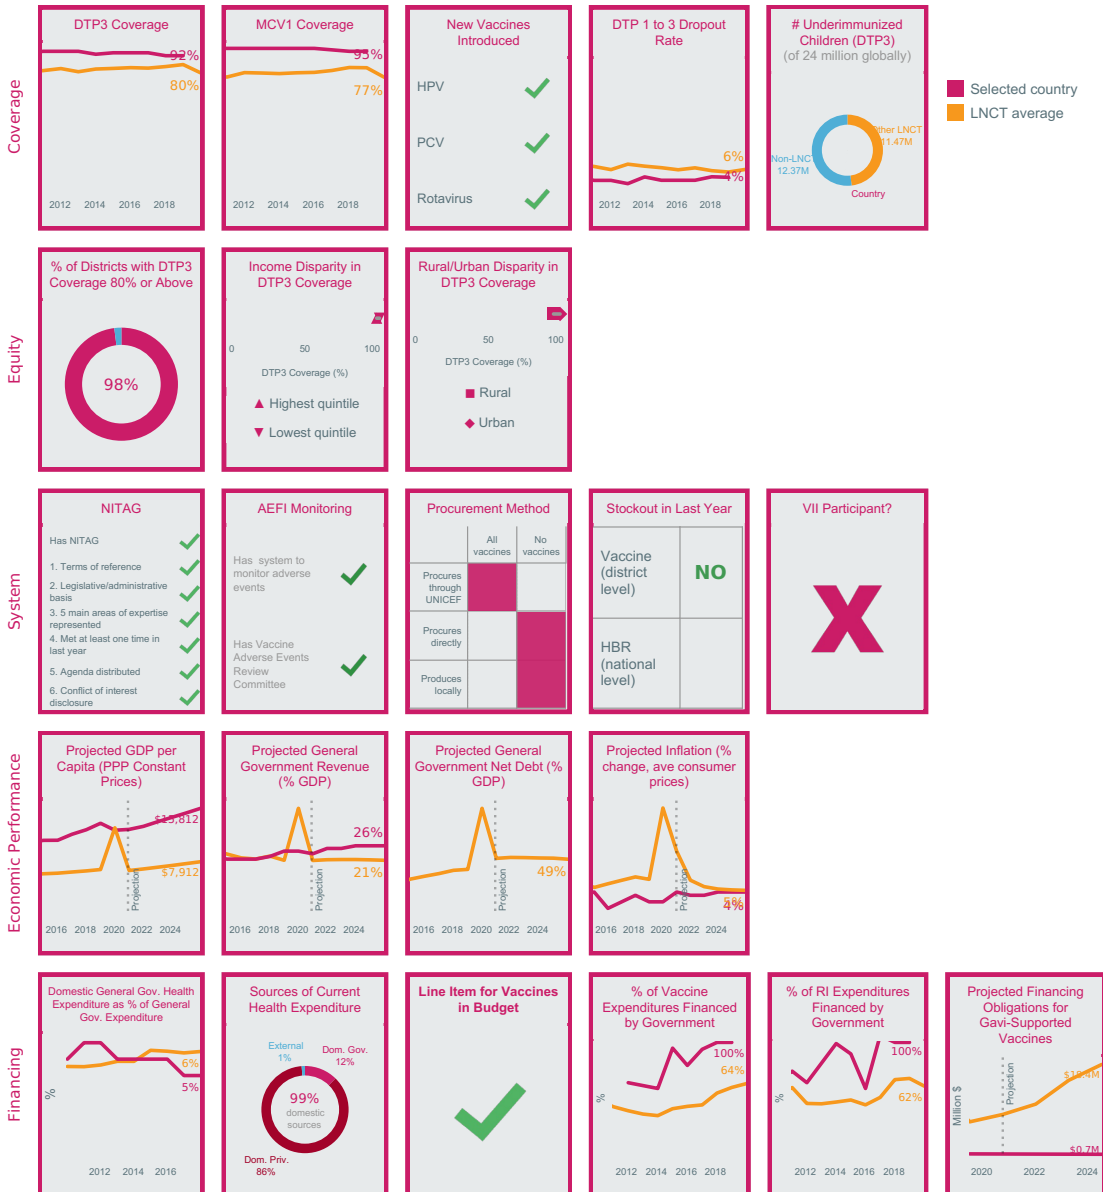 Coverage
DTP3 Coverage
92%
80%
2012 2014 2016 2018
MCV1 Coverage
95%
77%
2012 2014 2016 2018
New Vaccines
Introduced
HPV
PCV
Rotavirus
DTP 1 to 3 Dropout
Rate
6%
4%
2012 2014 2016 2018
# Underimmunized
Children (DTP3)
(of 24 million globally)
Other LNCT
11.47M
Non-LNCT
12.37M
Country
Selected country
LNCT average
Equity
% of Districts with DTP3
Coverage 80% or Above
98%
Income Disparity in
DTP3 Coverage
0 50 100
DTP3 Coverage (%)
Highest quintile
Lowest quintile
Rural/Urban Disparity in
DTP3 Coverage
0 50 100
DTP3 Coverage (%)
Rural
Urban
System
NITAG
Has NITAG
1. Terms of reference
2. Legislative/administrative
basis
3. 5 main areas of expertise
represented
4. Met at least one time in
last year
5. Agenda distributed
6. Conflict of interest
disclosure
AEFI Monitoring
Has system to
monitor adverse
events
Has Vaccine
Adverse Events
Review
Committee
Procurement Method
All
vaccines
No
vaccines
Procures
through
UNICEF
Procures
directly
Produces
locally
Stockout in Last Year
Vaccine
(district
level)
NO
HBR
(national
level)
VII Participant?
X
Economic Performance
Projected GDP per
Capita (PPP Constant
Prices)
$7,912
Projection
2016 2018 2020 2022 2024
Projected General
Government Revenue
(% GDP)
26%
21%
Projection
2016 2018 2020 2022 2024
Projected General
Government Net Debt (%
GDP)
49%
Projection
2016 2018 2020 2022 2024
Projected Inflation (%
change, ave consumer
prices)
4%
Projection
2016 2018 2020 2022 2024
Financing
Domestic General Gov. Health
Expenditure as % of General
Gov. Expenditure
6%
5%
%
2012 2014 2016
Sources of Current
Health Expenditure
External
1%
Dom. Gov.
12%
99%
domestic
sources
Dom. Priv.
86%
Line Item for Vaccines
in Budget
% of Vaccine
Expenditures Financed
by Government
100%
64%
%
2012 2014 2016 2018
% of RI Expenditures
Financed by
Government
100%
62%
%
2012 2014 2016 2018
Projected Financing
Obligations for
Gavi-Supported
Vaccines
Projection
Million $
$0.7M
2020 2022 2024